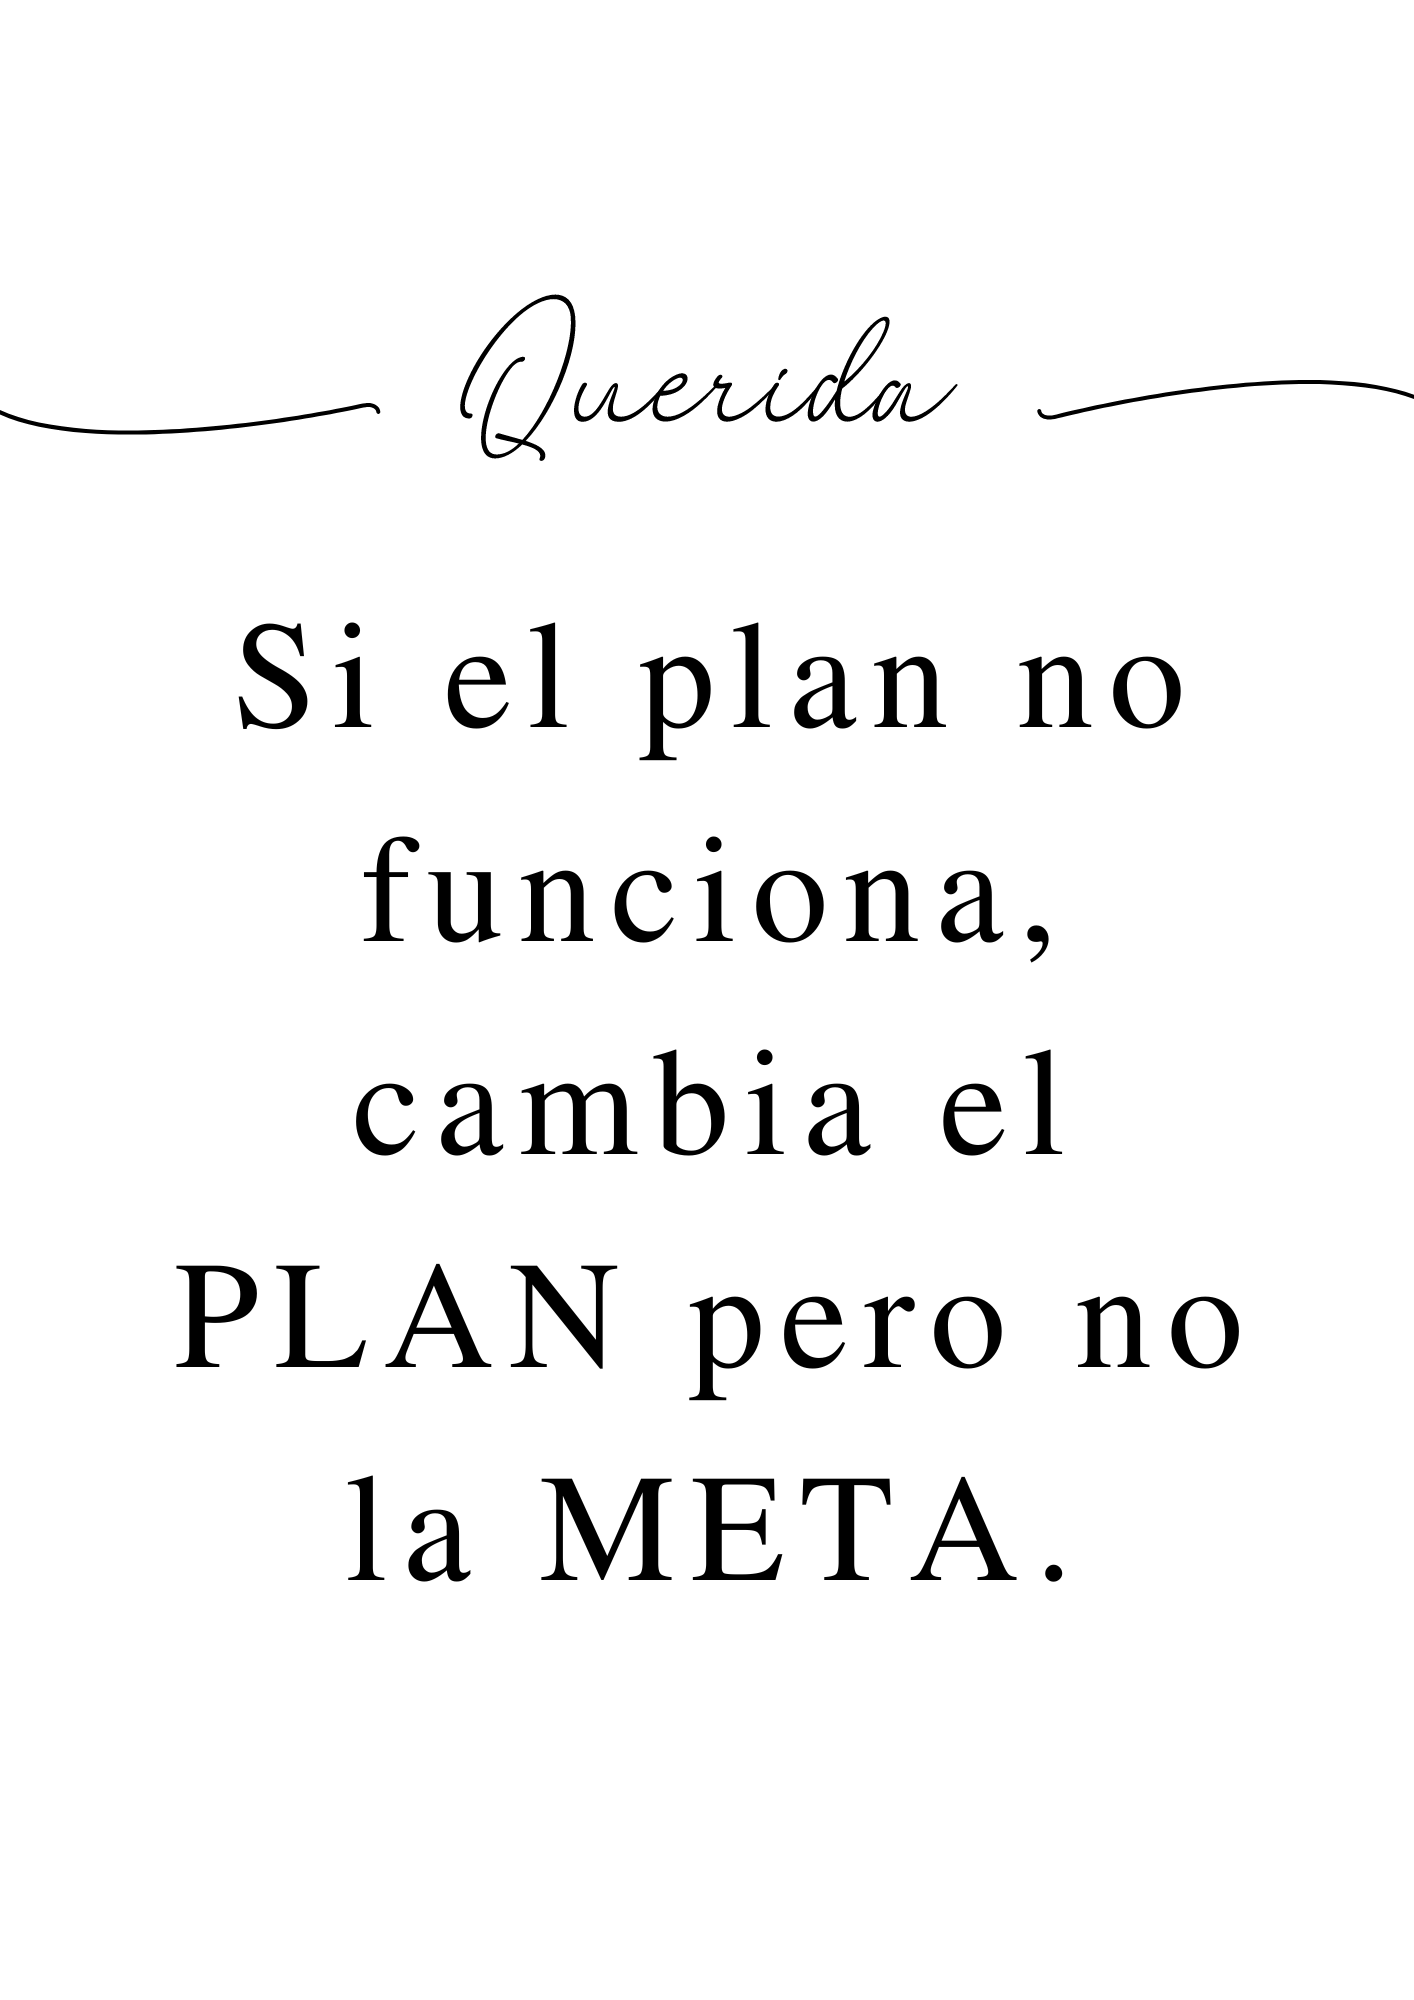 Querida
Si el plan no
funciona,
cambia el
PLAN pero no
la META.